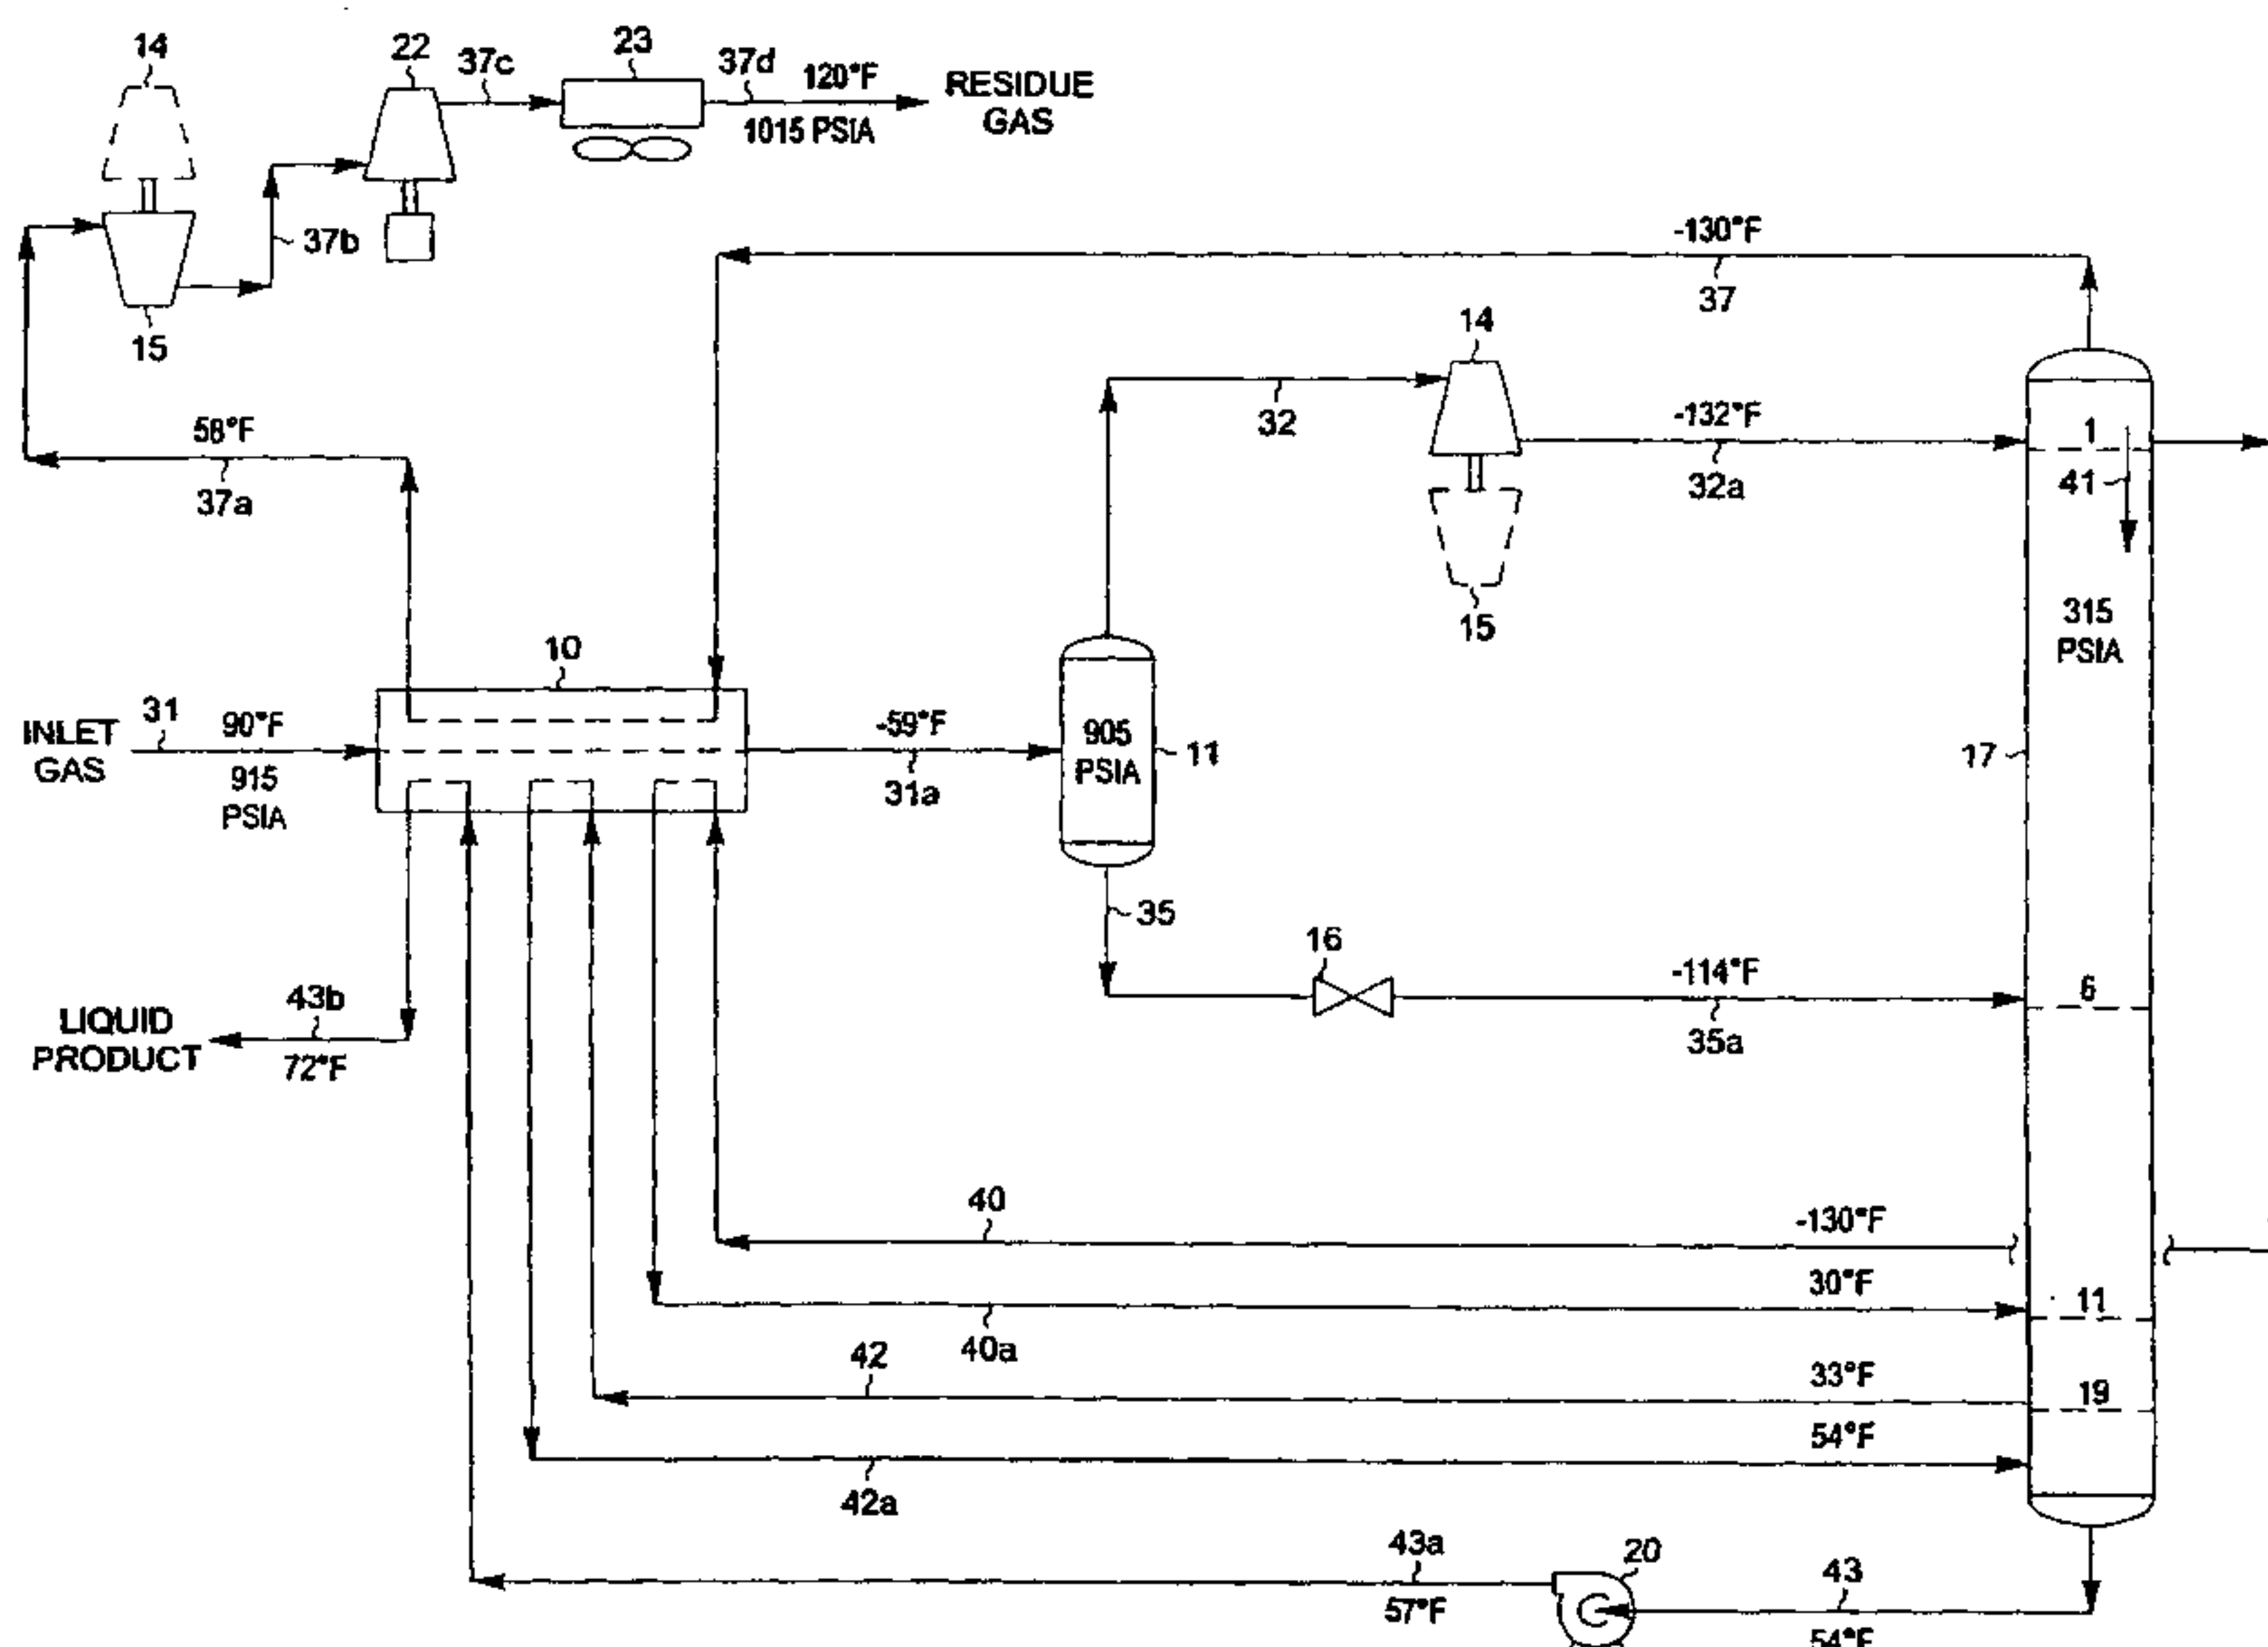 14
22
37c
23
37d
120°F
1015 PSIA
RESIDUE
GAS
37b
15
-130°F
37
14
32
-132°F
32a
15
1
41
315
PSIA
58°F
37a
10
INLET
GAS
31
90°F
915
PSIA
-59°F
31a
905
PSIA
11
17
35
16
-114°F
35a
6
LIQUID
PRODUCT
43b
72°F
40
-130°F
30°F
40a
11
42
33°F
19
54°F
42a
43a
57°F
20
43
54°F